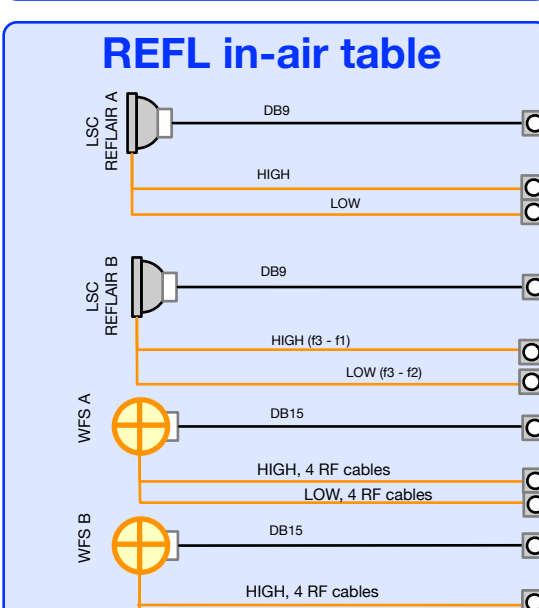 REFL in-air table
LSC
REFLAIR A
DB9
HIGH
LOW
LSC
REFLAIR B
DB9
HIGH (f3 - f1)
LOW (f3 - f2)
WFS A
DB15
HIGH, 4 RF cables
LOW, 4 RF cables
WFS B
DB15
HIGH, 4 RF cables